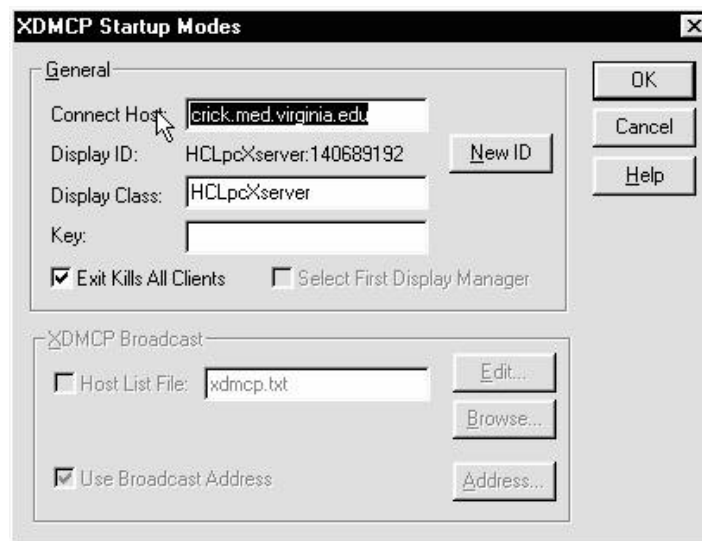 XDMCP Startup Modes
General
Connect Host: crick.med.virginia.edu
Display ID: HCLpcXserver:140689192 New ID
Display Class: HCLpcXserver
Key:
Exit Kills All Clients Select First Display Manager
XDMCP Broadcast
Host List File: xdmcp.txt Edit...
Browse...
Use Broadcast Address Address...
OK
Cancel
Help